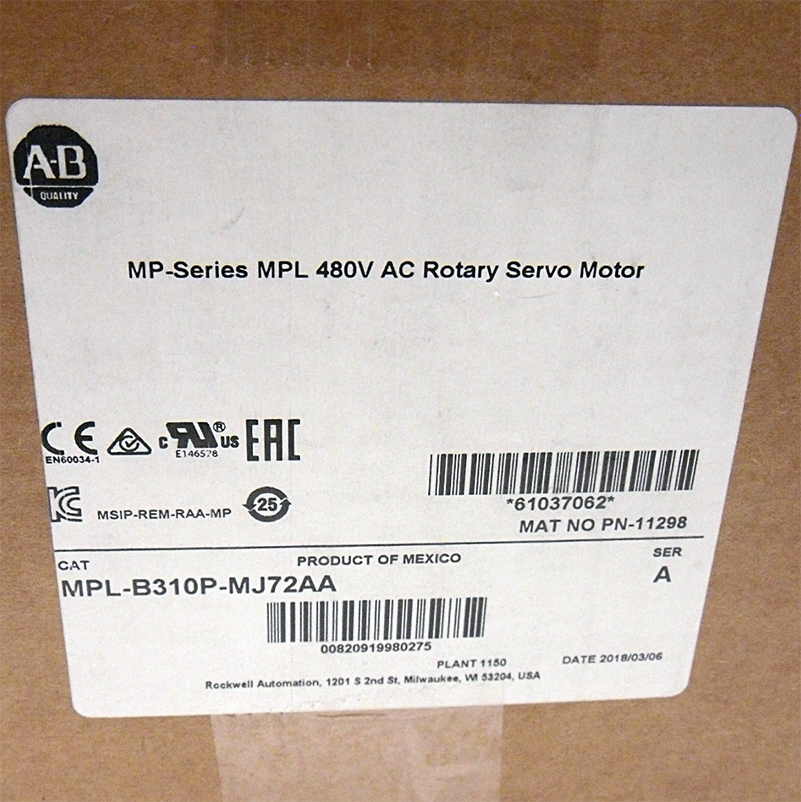 A-B
QUALITY
MP-Series MPL 480V AC Rotary Servo Motor
CE
EN60034-1
c RU® US
E146578
EAC
KC
MSIP-REM-RAA-MP
25
*61037062*
MAT NO PN-11298
CAT
PRODUCT OF MEXICO
SER
MPL-B310P-MJ72AA
A
00820919980275
PLANT 1150
DATE 2018/03/06
Rockwell Automation, 1201 S 2nd St, Milwaukee, WI 53204, USA